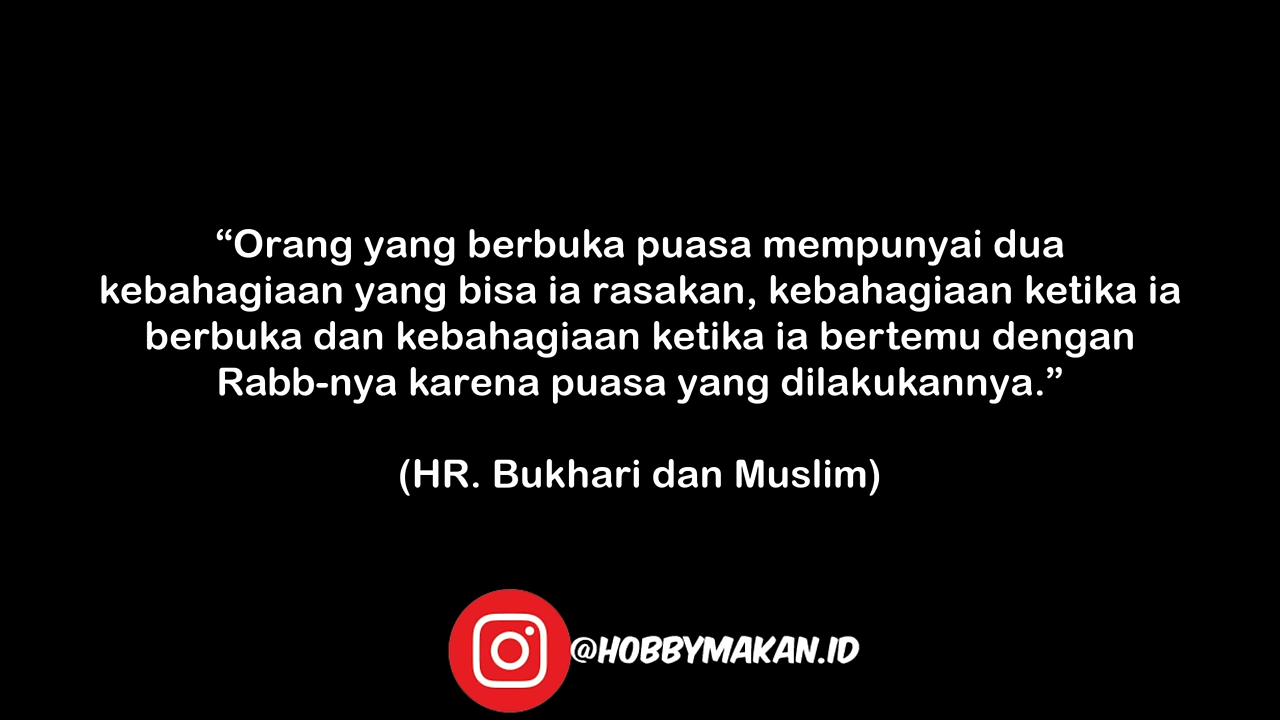 “Orang yang berbuka puasa mempunyai dua
kebahagiaan yang bisa ia rasakan, kebahagiaan ketika ia
berbuka dan kebahagiaan ketika ia bertemu dengan
Rabb-nya karena puasa yang dilakukannya.”
(HR. Bukhari dan Muslim)
@HOBBYMAKAN.ID